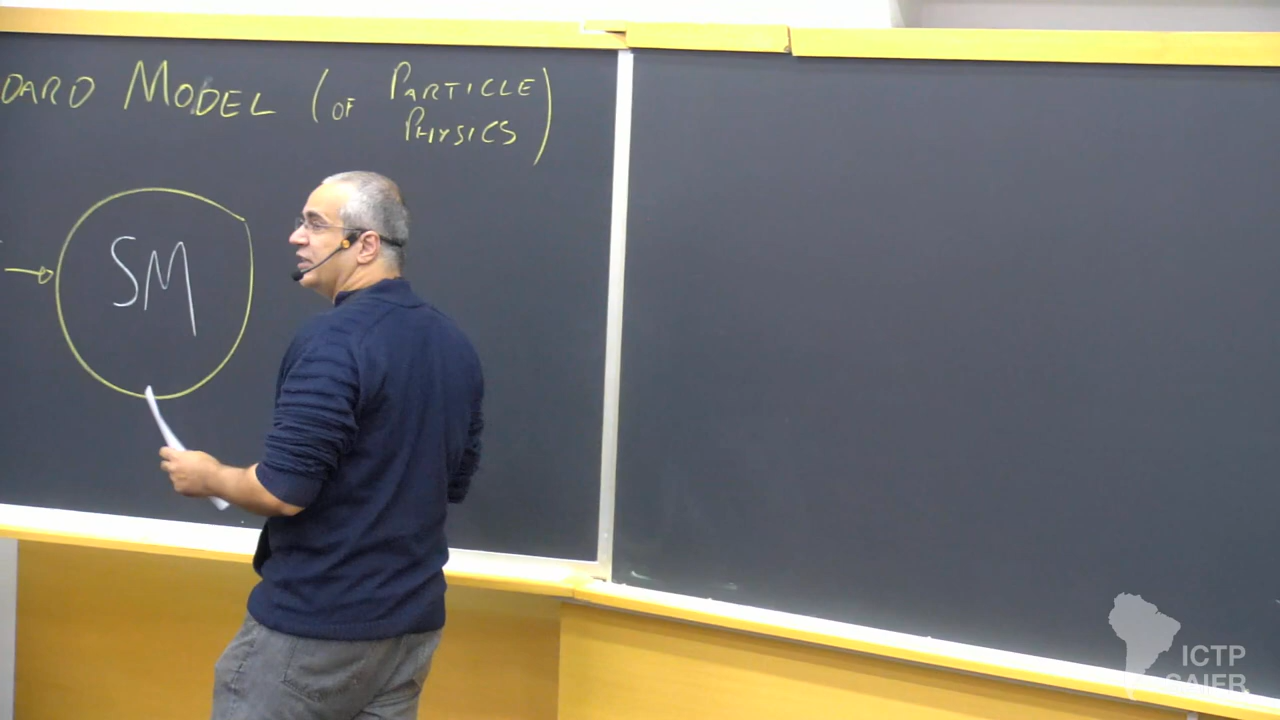 DARD MODEL (OF PARTICLE
PHYSICS)
SM
ICTP
SAIFR